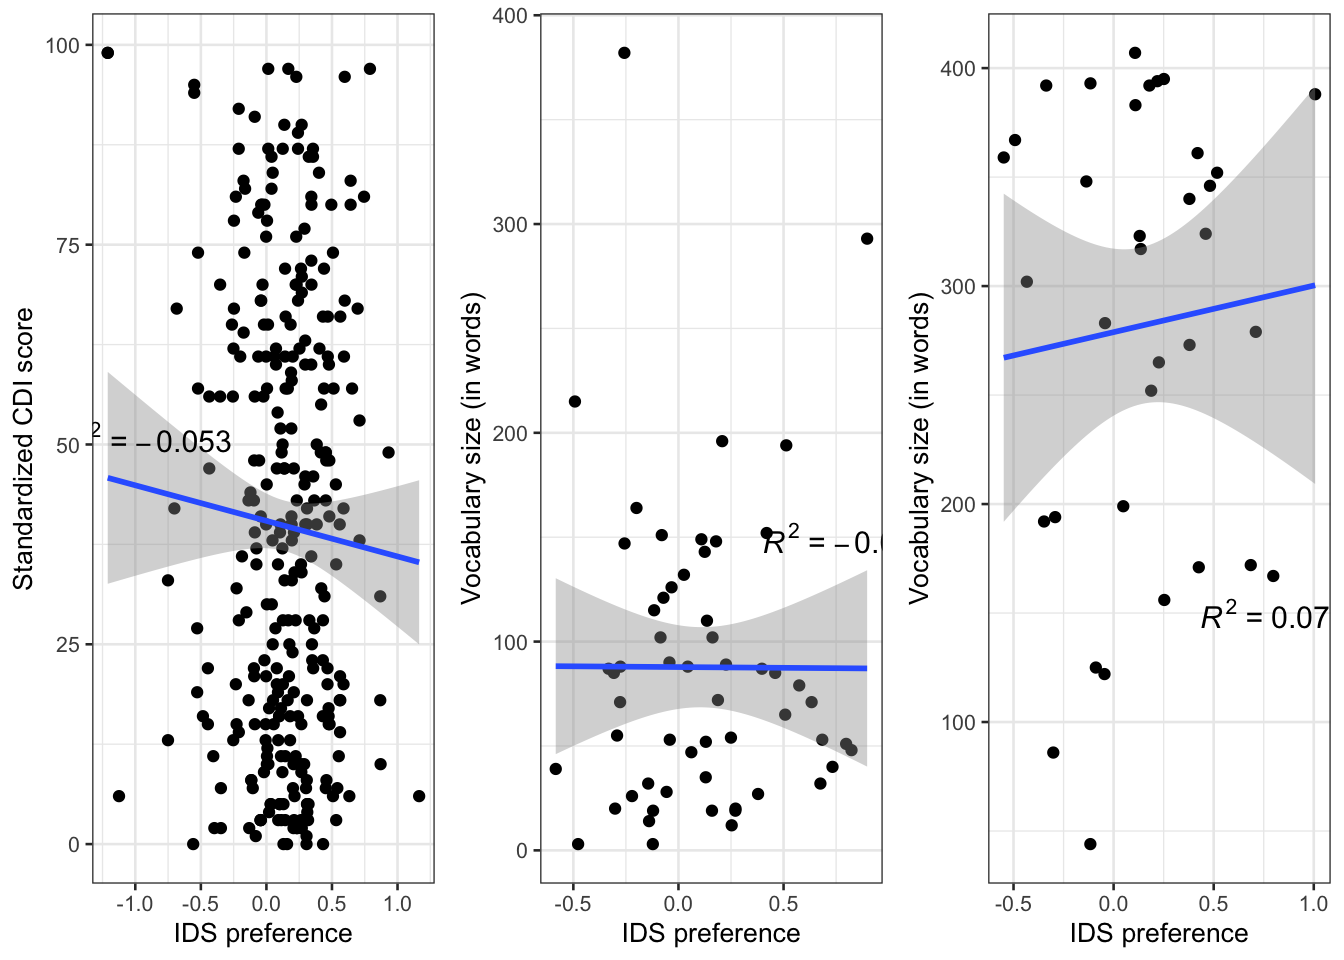 Standardized CDI score
100
75
50
25
0
² = −0.053
-1.0 -0.5 0.0 0.5 1.0
IDS preference
Vocabulary size (in words)
400
300
200
100
0
R² = −0.0
-0.5 0.0 0.5
IDS preference
Vocabulary size (in words)
400
300
200
100
R² = 0.07
-0.5 0.0 0.5 1.0
IDS preference